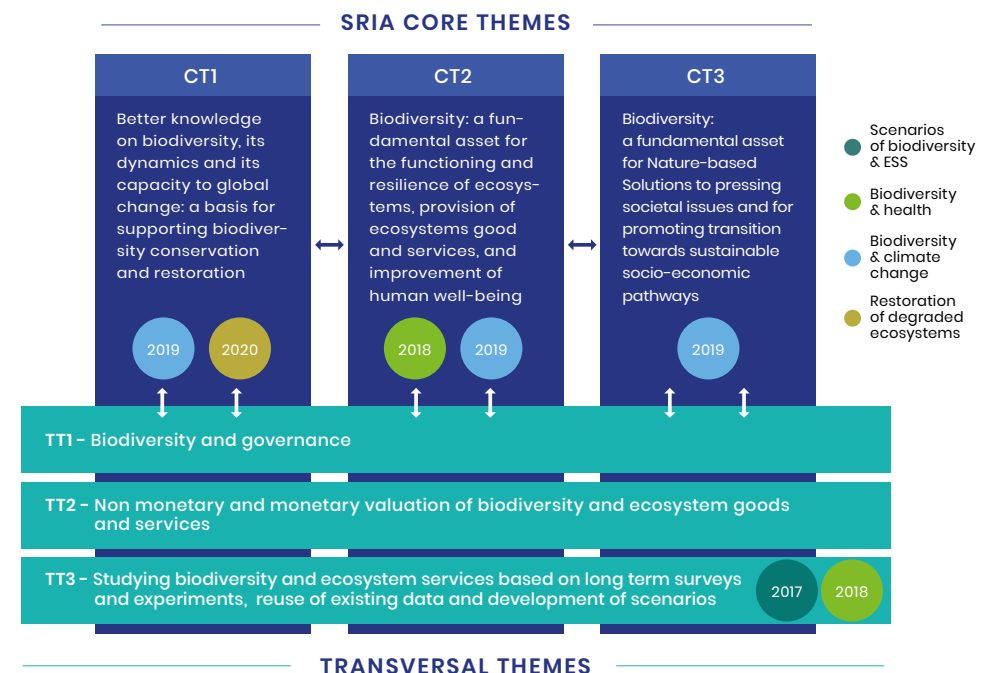 SRIA CORE THEMES
CT1
Better knowledge
on biodiversity, its
dynamics and its
capacity to global
change: a basis for
supporting biodiver-
sity conservation
and restoration
2019
2020
CT2
Biodiversity: a fun-
damental asset for
the functioning and
resilience of ecosys-
tems, provision of
ecosystems good
and services, and
improvement of
human well-being
2018
2019
CT3
Biodiversity:
a fundamental asset
for Nature-based
Solutions to pressing
societal issues and for
promoting transition
towards sustainable
socio-economic
pathways
2019
Scenarios
of biodiversity
& ESS
Biodiversity
& health
Biodiversity
& climate
change
Restoration
of degraded
ecosystems
TT1 - Biodiversity and governance
TT2 - Non monetary and monetary valuation of biodiversity and ecosystem goods
and services
TT3 - Studying biodiversity and ecosystem services based on long term surveys
and experiments, reuse of existing data and development of scenarios
2017
2018
TRANSVERSAL THEMES